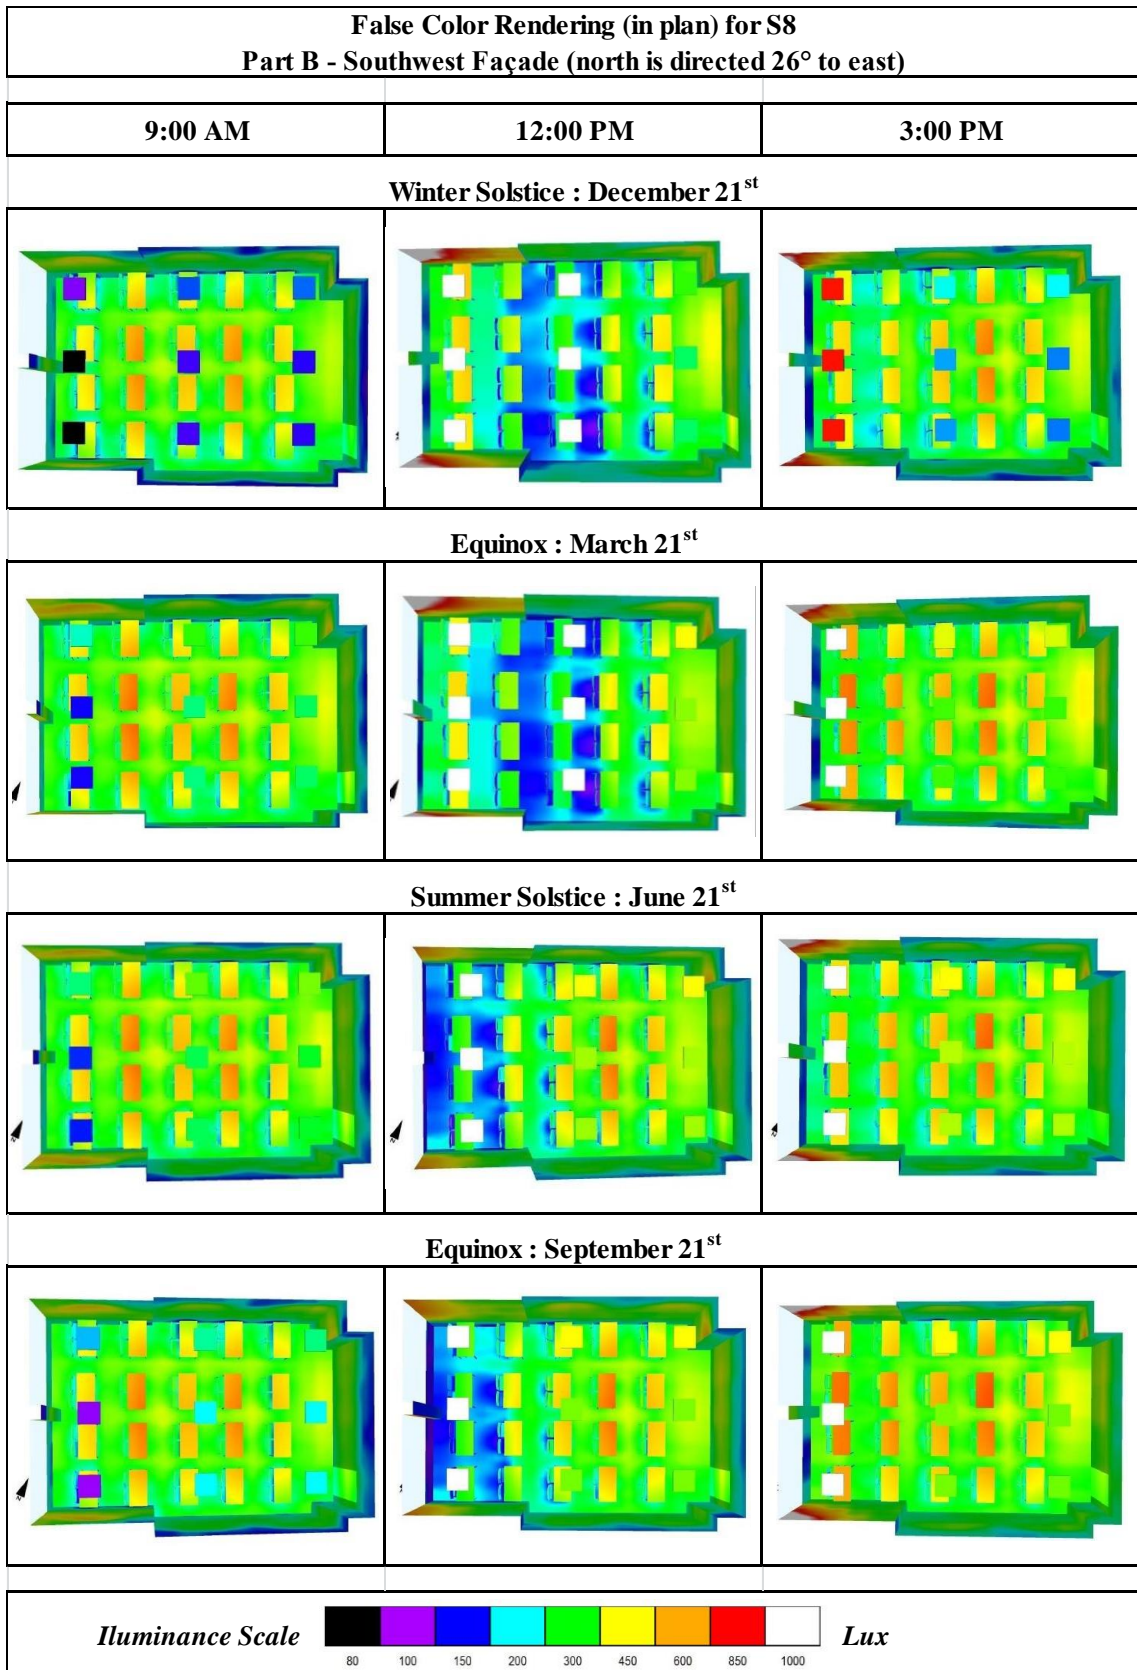 False Color Rendering (in plan) for S8
Part B - Southwest Façade (north is directed 26° to east)
9:00 AM 12:00 PM 3:00 PM
Winter Solstice : December 21st
Equinox : March 21st
Summer Solstice : June 21st
Equinox : September 21st
Iluminance Scale Lux
80 100 150 200 300 450 600 850 1000